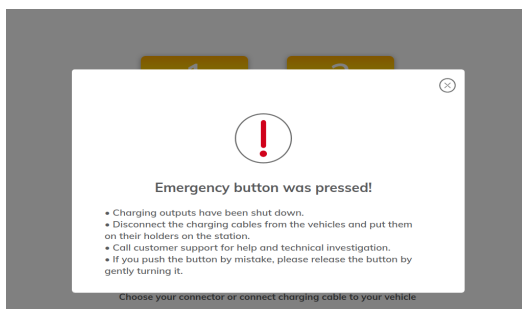 Emergency button was pressed!
• Charging outputs have been shut down.
• Disconnect the charging cables from the vehicles and put them
on their holders on the station.
• Call customer support for help and technical investigation.
• If you push the button by mistake, please release the button by
gently turning it.
Choose your connector or connect charging cable to your vehicle